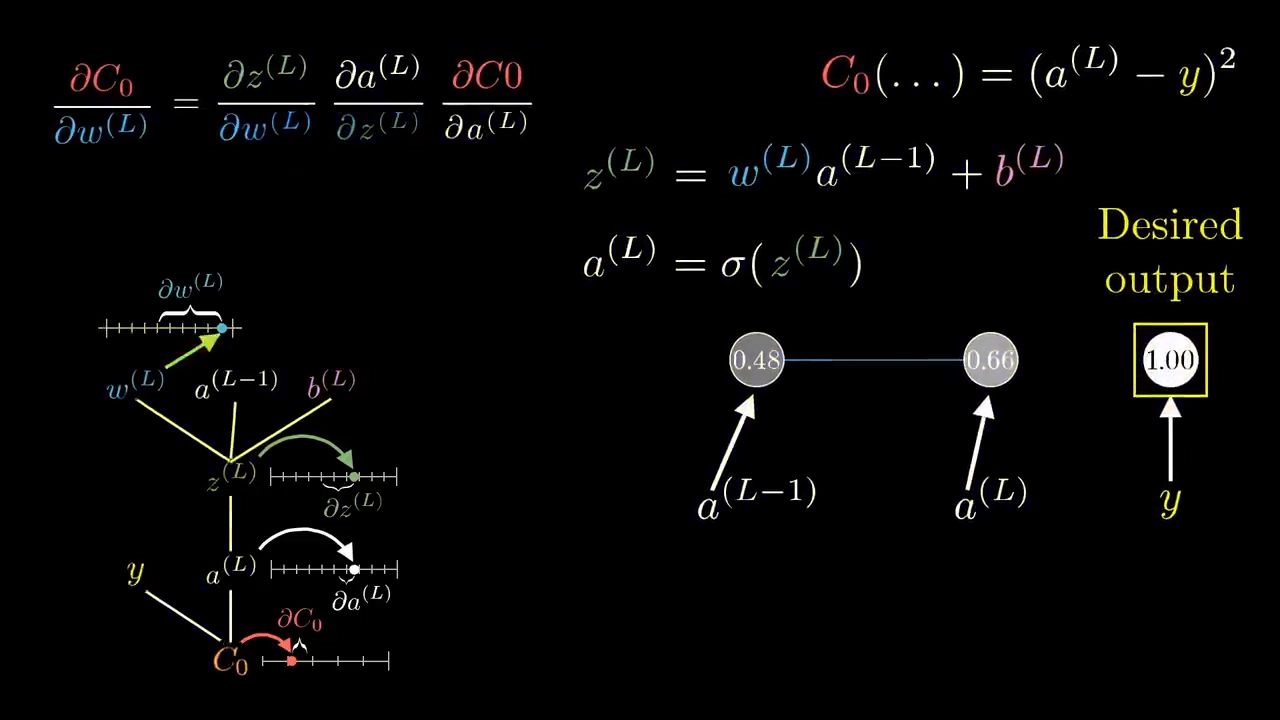 ∂C₀/∂w⁽ᴸ⁾ = ∂z⁽ᴸ⁾/∂w⁽ᴸ⁾ ∂a⁽ᴸ⁾/∂z⁽ᴸ⁾ ∂C0/∂a⁽ᴸ⁾
C₀(...) = (a⁽ᴸ⁾ − y)²
z⁽ᴸ⁾ = w⁽ᴸ⁾a⁽ᴸ⁻¹⁾ + b⁽ᴸ⁾
a⁽ᴸ⁾ = σ(z⁽ᴸ⁾)
Desired
output
0.48
0.66
1.00
a⁽ᴸ⁻¹⁾
a⁽ᴸ⁾
y
∂w⁽ᴸ⁾
w⁽ᴸ⁾ a⁽ᴸ⁻¹⁾ b⁽ᴸ⁾
z⁽ᴸ⁾
∂z⁽ᴸ⁾
y a⁽ᴸ⁾
∂a⁽ᴸ⁾
∂C₀
C₀